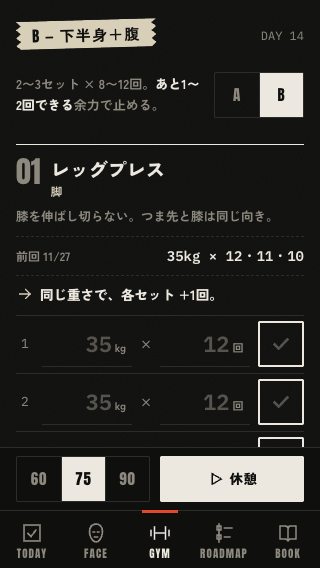 B – 下半身＋腹
DAY 14
2〜3セット × 8〜12回。あと1〜
2回できる余力で止める。
A
B
01 レッグプレス
脚
膝を伸ばし切らない。つま先と膝は同じ向き。
前回 11/27
35kg × 12・11・10
→ 同じ重さで、各セット +1回。
1 35 kg × 12 回
2 35 kg × 12 回
60 75 90
▷ 休憩
TODAY FACE GYM ROADMAP BOOK